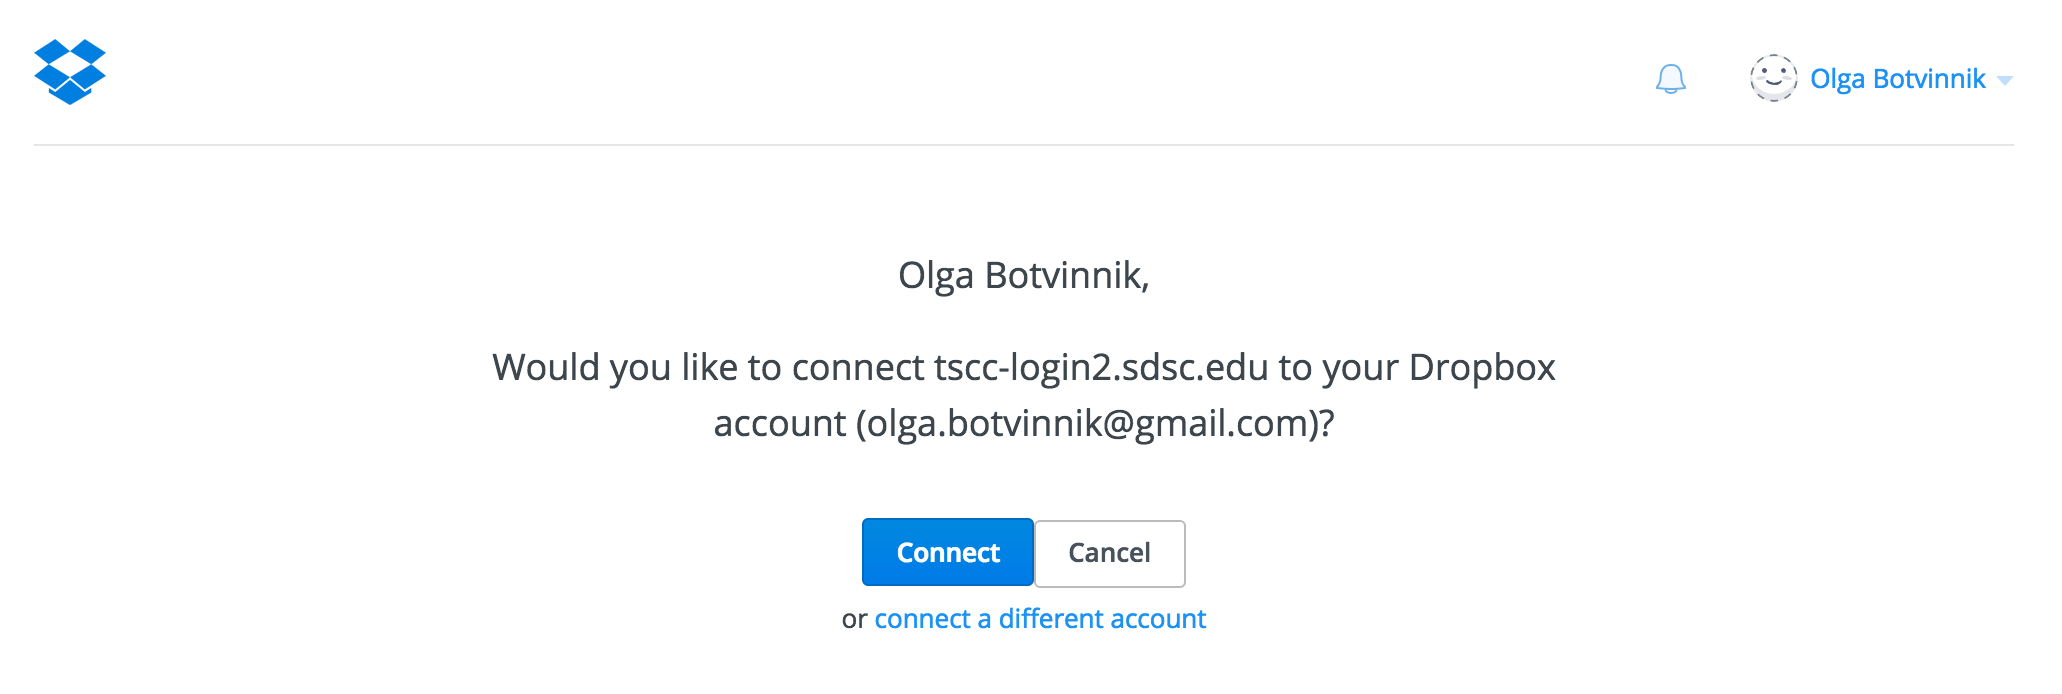 Olga Botvinnik
Olga Botvinnik,
Would you like to connect tscc-login2.sdsc.edu to your Dropbox
account (olga.botvinnik@gmail.com)?
Connect
Cancel
or connect a different account